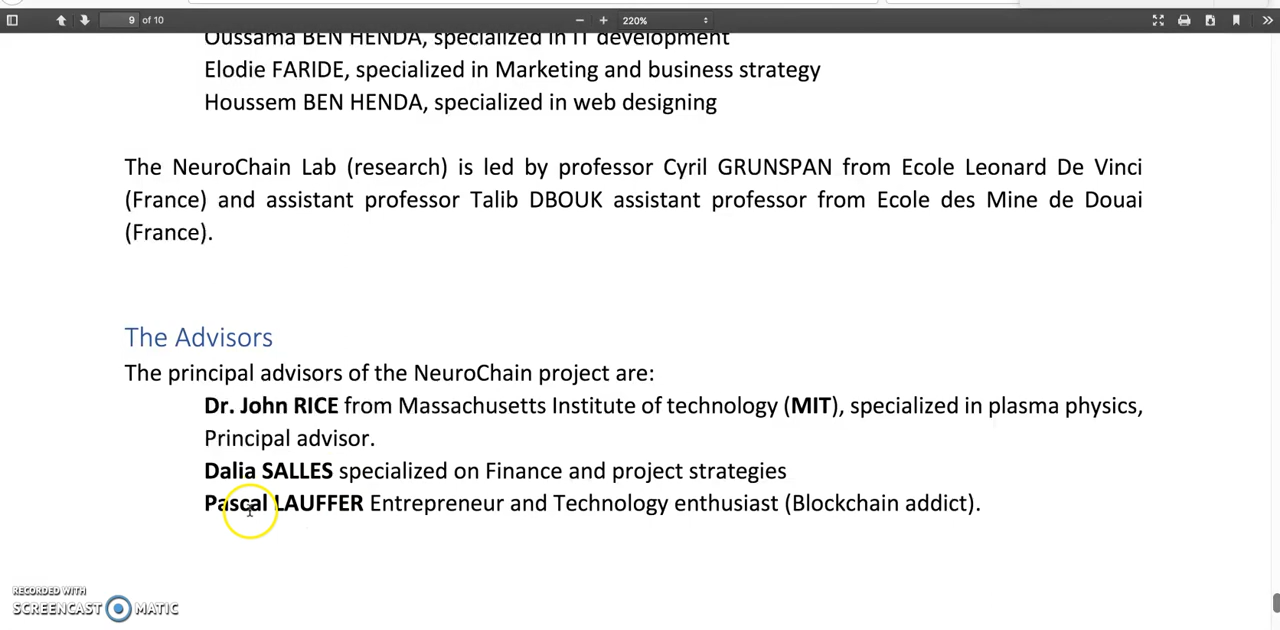 9 of 10
220%
Oussama BEN HENDA, specialized in IT development
Elodie FARIDE, specialized in Marketing and business strategy
Houssem BEN HENDA, specialized in web designing
The NeuroChain Lab (research) is led by professor Cyril GRUNSPAN from Ecole Leonard De Vinci
(France) and assistant professor Talib DBOUK assistant professor from Ecole des Mine de Douai
(France).
The Advisors
The principal advisors of the NeuroChain project are:
Dr. John RICE from Massachusetts Institute of technology (MIT), specialized in plasma physics,
Principal advisor.
Dalia SALLES specialized on Finance and project strategies
Pascal LAUFFER Entrepreneur and Technology enthusiast (Blockchain addict).
RECORDED WITH
SCREENCAST MATIC